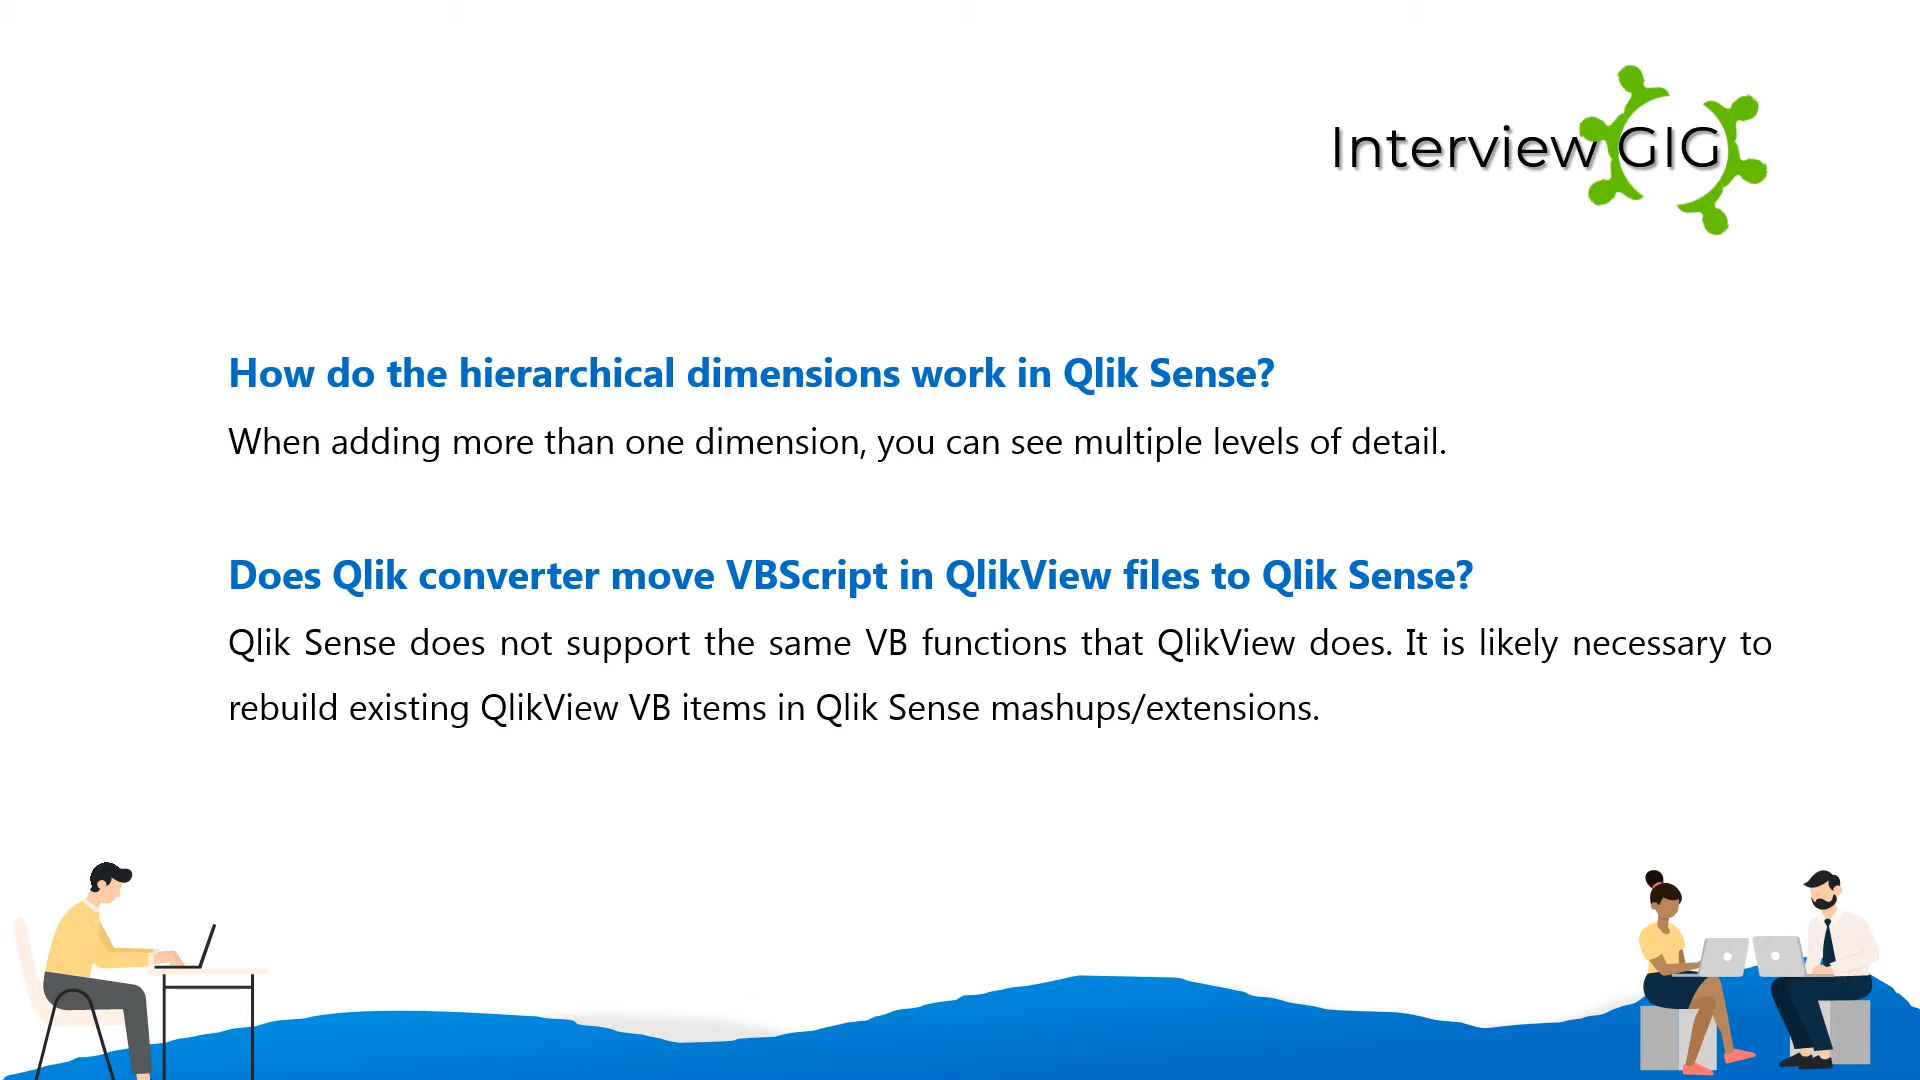 Interview GIG
How do the hierarchical dimensions work in Qlik Sense?
When adding more than one dimension, you can see multiple levels of detail.
Does Qlik converter move VBScript in QlikView files to Qlik Sense?
Qlik Sense does not support the same VB functions that QlikView does. It is likely necessary to
rebuild existing QlikView VB items in Qlik Sense mashups/extensions.